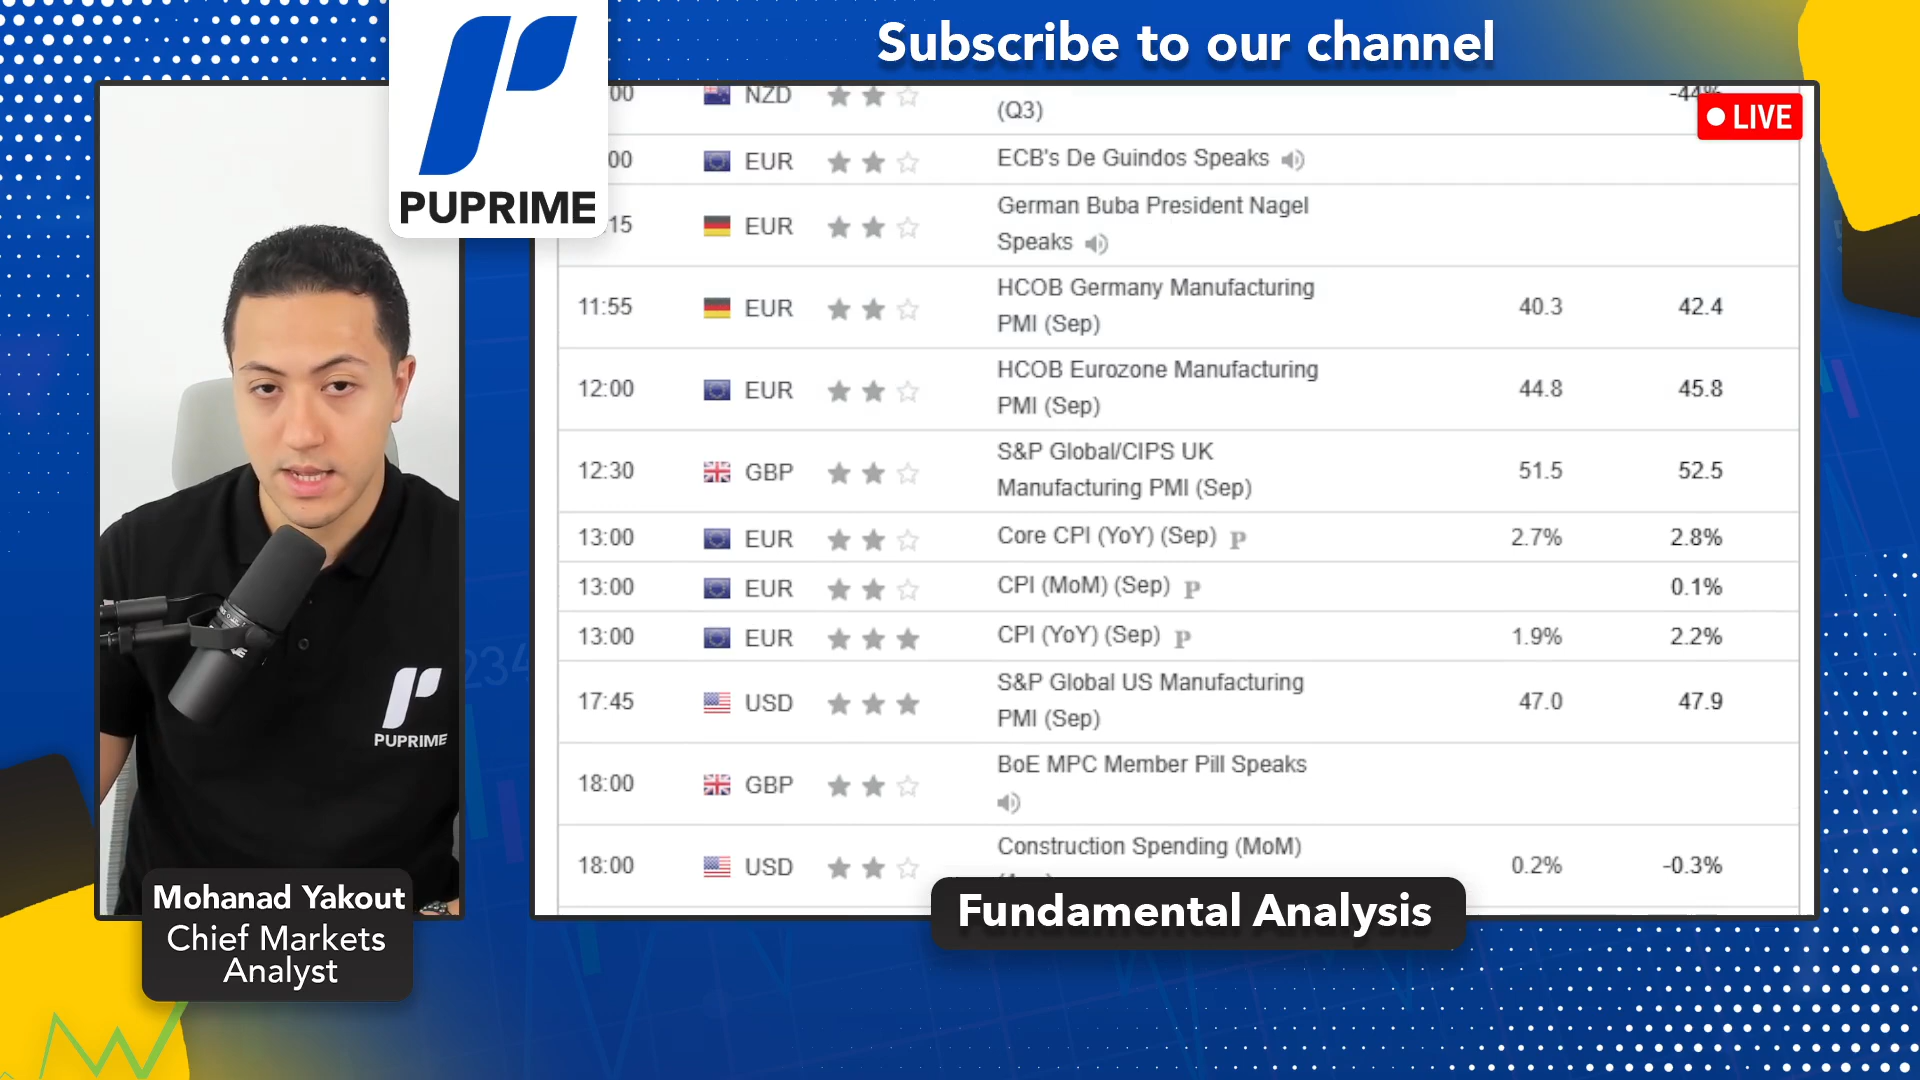 Subscribe to our channel
PUPRIME
LIVE
00 NZD (Q3) -44%
00 EUR ECB's De Guindos Speaks
15 EUR German Buba President Nagel
Speaks
11:55 EUR HCOB Germany Manufacturing
PMI (Sep) 40.3 42.4
12:00 EUR HCOB Eurozone Manufacturing
PMI (Sep) 44.8 45.8
12:30 GBP S&P Global/CIPS UK
Manufacturing PMI (Sep) 51.5 52.5
13:00 EUR Core CPI (YoY) (Sep) P 2.7% 2.8%
13:00 EUR CPI (MoM) (Sep) P 0.1%
13:00 EUR CPI (YoY) (Sep) P 1.9% 2.2%
17:45 USD S&P Global US Manufacturing
PMI (Sep) 47.0 47.9
18:00 GBP BoE MPC Member Pill Speaks
18:00 USD Construction Spending (MoM) 0.2% -0.3%
Fundamental Analysis
PUPRIME
Mohanad Yakout
Chief Markets
Analyst